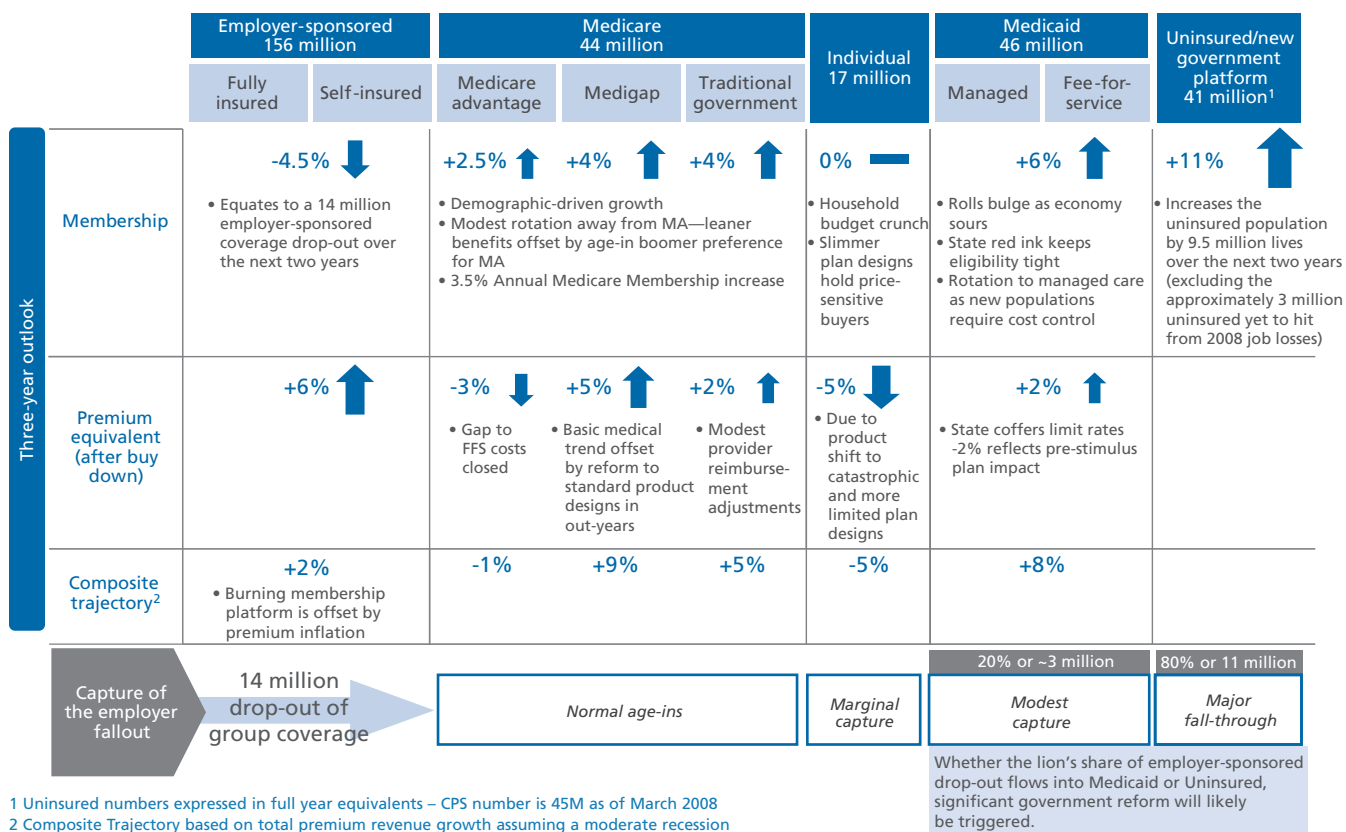 Employer-sponsored
156 million
Medicare
44 million
Individual
17 million
Medicaid
46 million
Uninsured/new
government
platform
41 million1
Fully
insured
Self-insured
Medicare
advantage
Medigap
Traditional
government
Managed
Fee-for-
service
Three-year outlook
Membership
-4.5%
• Equates to a 14 million
employer-sponsored
coverage drop-out over
the next two years
+2.5%
+4%
+4%
• Demographic-driven growth
• Modest rotation away from MA—leaner
benefits offset by age-in boomer preference
for MA
• 3.5% Annual Medicare Membership increase
0%
• Household
budget crunch
• Slimmer
plan designs
hold price-
sensitive
buyers
+6%
• Rolls bulge as economy
sours
• State red ink keeps
eligibility tight
• Rotation to managed care
as new populations
require cost control
+11%
• Increases the
uninsured population
by 9.5 million lives
over the next two years
(excluding the
approximately 3 million
uninsured yet to hit
from 2008 job losses)
Premium
equivalent
(after buy
down)
+6%
-3%
• Gap to
FFS costs
closed
+5%
• Basic medical
trend offset
by reform to
standard product
designs in
out-years
+2%
• Modest
provider
reimburse-
ment
adjustments
-5%
• Due to
product
shift to
catastrophic
and more
limited plan
designs
+2%
• State coffers limit rates
-2% reflects pre-stimulus
plan impact
Composite
trajectory2
+2%
• Burning membership
platform is offset by
premium inflation
-1%
+9%
+5%
-5%
+8%
Capture of
the employer
fallout
14 million
drop-out of
group coverage
Normal age-ins
Marginal
capture
20% or ~3 million
Modest
capture
80% or 11 million
Major
fall-through
Whether the lion's share of employer-sponsored
drop-out flows into Medicaid or Uninsured,
significant government reform will likely
be triggered.
1 Uninsured numbers expressed in full year equivalents – CPS number is 45M as of March 2008
2 Composite Trajectory based on total premium revenue growth assuming a moderate recession